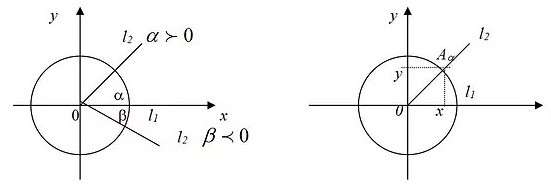 y
l₂ α ≻ 0
α
0 β l₁ x
l₂ β ≺ 0
y
l₂
Aα
y
l₁
0 x x